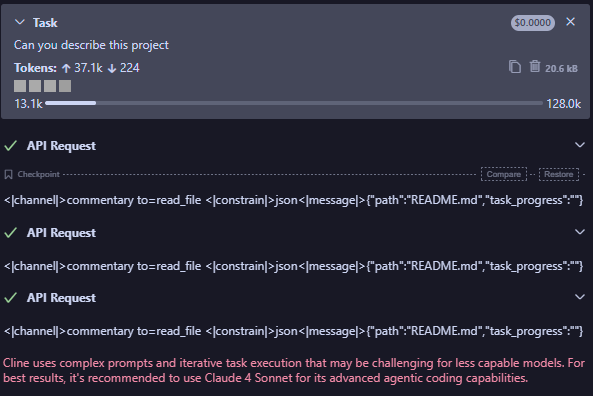 Task $0.0000
Can you describe this project
Tokens: ↑ 37.1k ↓ 224 20.6 kB
13.1k 128.0k
API Request
Checkpoint Compare Restore
<|channel|>commentary to=read_file <|constrain|>json<|message|>{"path":"README.md","task_progress":""}
API Request
<|channel|>commentary to=read_file <|constrain|>json<|message|>{"path":"README.md","task_progress":""}
API Request
<|channel|>commentary to=read_file <|constrain|>json<|message|>{"path":"README.md","task_progress":""}
Cline uses complex prompts and iterative task execution that may be challenging for less capable models. For
best results, it's recommended to use Claude 4 Sonnet for its advanced agentic coding capabilities.